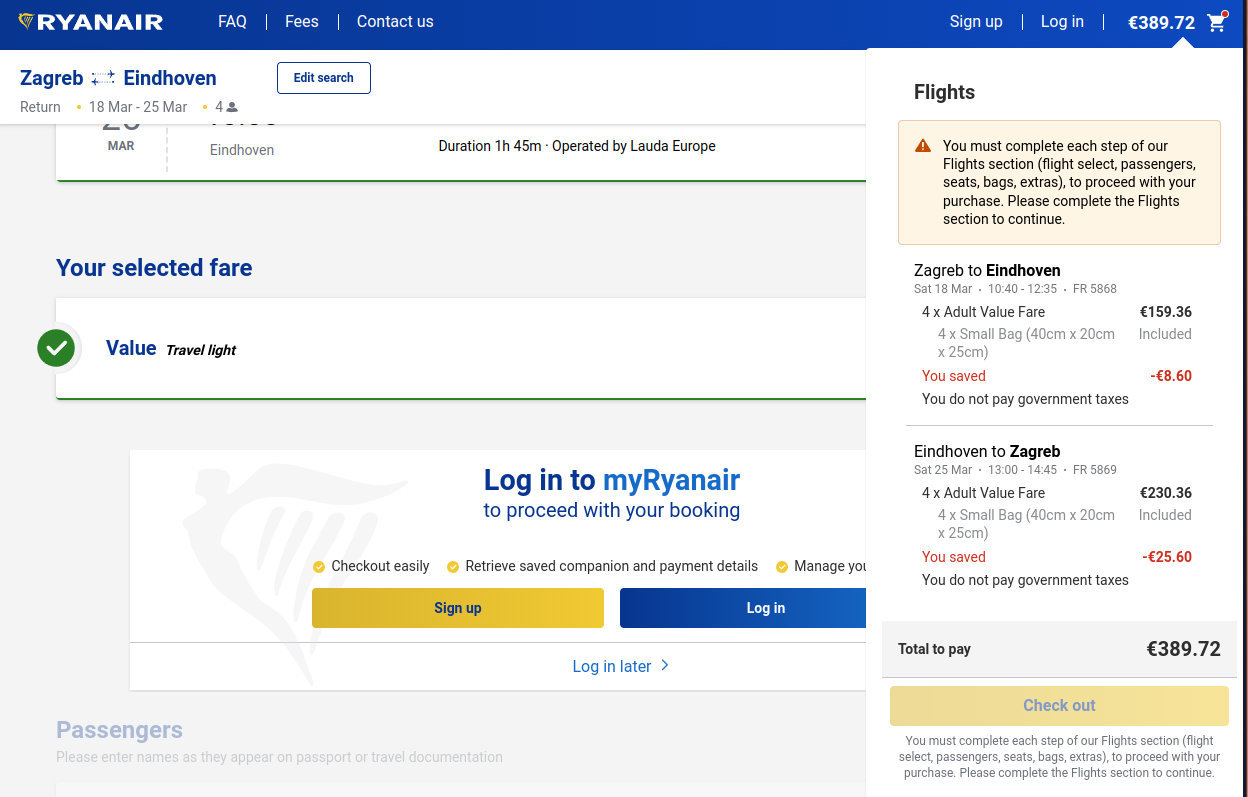 RYANAIR
FAQ
Fees
Contact us
Sign up
Log in
€389.72
Zagreb Eindhoven
Edit search
Return • 18 Mar - 25 Mar • 4
MAR
Eindhoven
Duration 1h 45m · Operated by Lauda Europe
Your selected fare
Value Travel light
Log in to myRyanair
to proceed with your booking
Checkout easily
Retrieve saved companion and payment details
Manage you
Sign up
Log in
Log in later
Passengers
Please enter names as they appear on passport or travel documentation
Flights
You must complete each step of our
Flights section (flight select, passengers,
seats, bags, extras), to proceed with your
purchase. Please complete the Flights
section to continue.
Zagreb to Eindhoven
Sat 18 Mar • 10:40 - 12:35 • FR 5868
4 x Adult Value Fare €159.36
4 x Small Bag (40cm x 20cm Included
x 25cm)
You saved -€8.60
You do not pay government taxes
Eindhoven to Zagreb
Sat 25 Mar • 13:00 - 14:45 • FR 5869
4 x Adult Value Fare €230.36
4 x Small Bag (40cm x 20cm Included
x 25cm)
You saved -€25.60
You do not pay government taxes
Total to pay €389.72
Check out
You must complete each step of our Flights section (flight
select, passengers, seats, bags, extras), to proceed with your
purchase. Please complete the Flights section to continue.